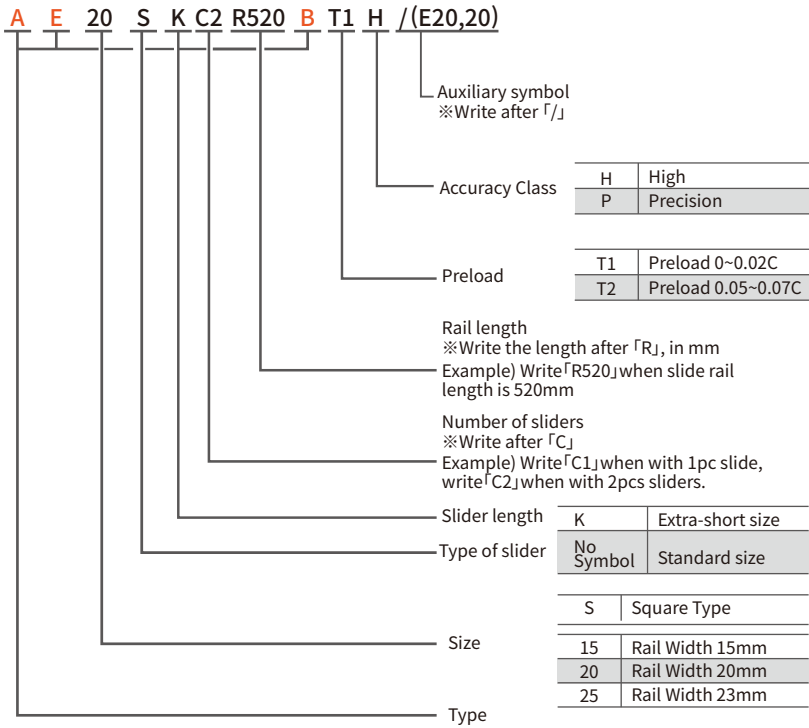 A E 20 S K C2 R520 B T1 H /(E20,20)
Auxiliary symbol
※Write after「/」
Accuracy Class
H High
P Precision
Preload
T1 Preload 0~0.02C
T2 Preload 0.05~0.07C
Rail length
※Write the length after「R」, in mm
Example) Write「R520」when slide rail
length is 520mm
Number of sliders
※Write after「C」
Example) Write「C1」when with 1pc slide,
write「C2」when with 2pcs sliders.
Slider length
K Extra-short size
Type of slider
No
Symbol Standard size
S Square Type
Size
15 Rail Width 15mm
20 Rail Width 20mm
25 Rail Width 23mm
Type